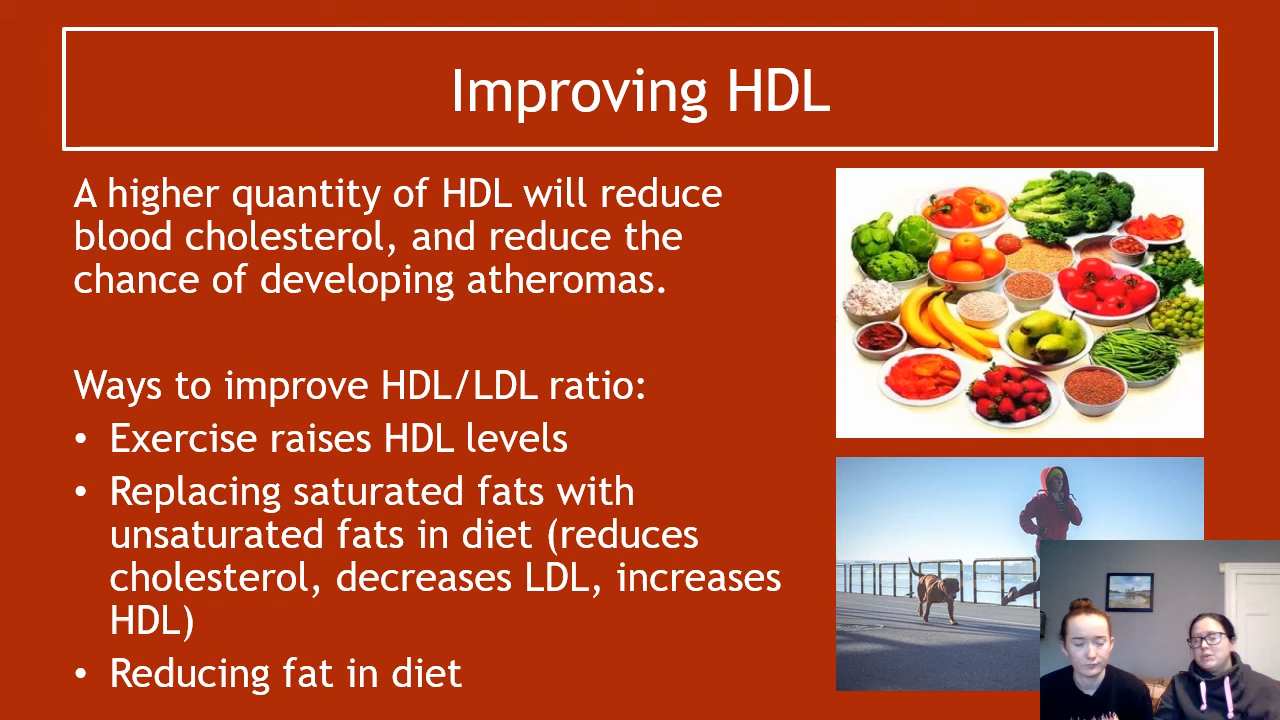 Improving HDL
A higher quantity of HDL will reduce
blood cholesterol, and reduce the
chance of developing atheromas.
Ways to improve HDL/LDL ratio:
• Exercise raises HDL levels
• Replacing saturated fats with
unsaturated fats in diet (reduces
cholesterol, decreases LDL, increases
HDL)
• Reducing fat in diet